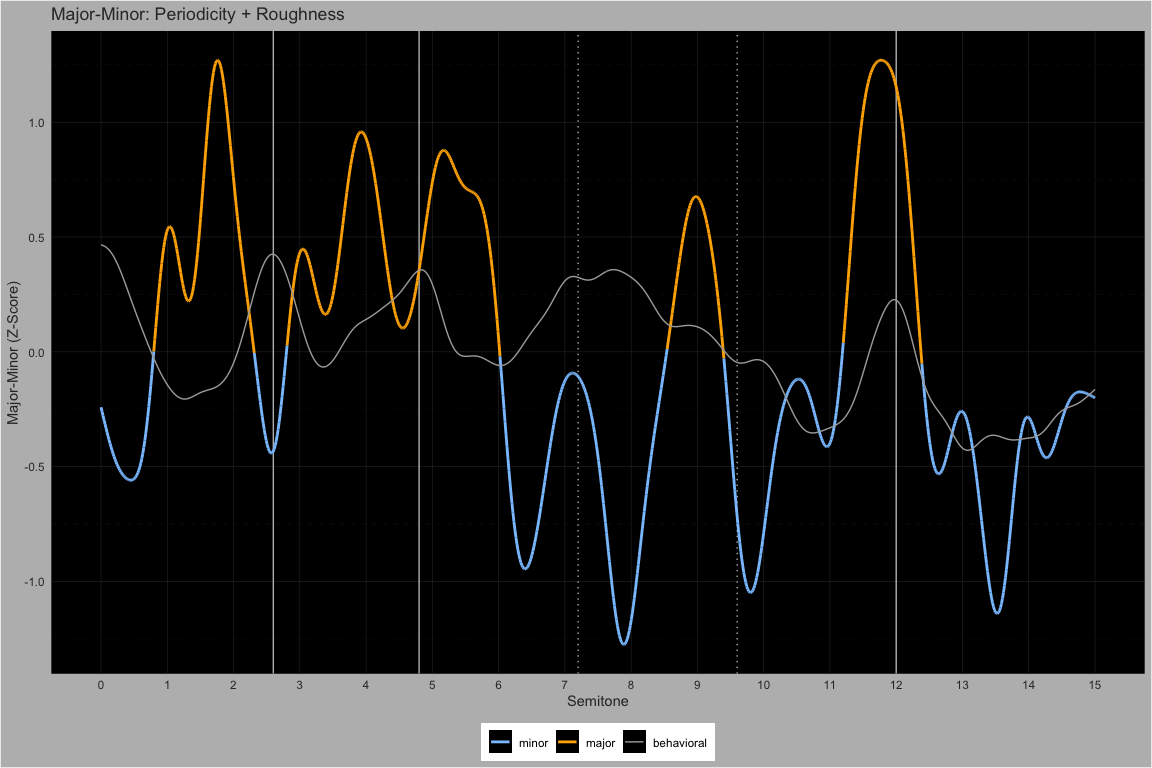 Major-Minor: Periodicity + Roughness
Major-Minor (Z-Score)
1.0
0.5
0.0
-0.5
-1.0
0 1 2 3 4 5 6 7 8 9 10 11 12 13 14 15
Semitone
minor major behavioral